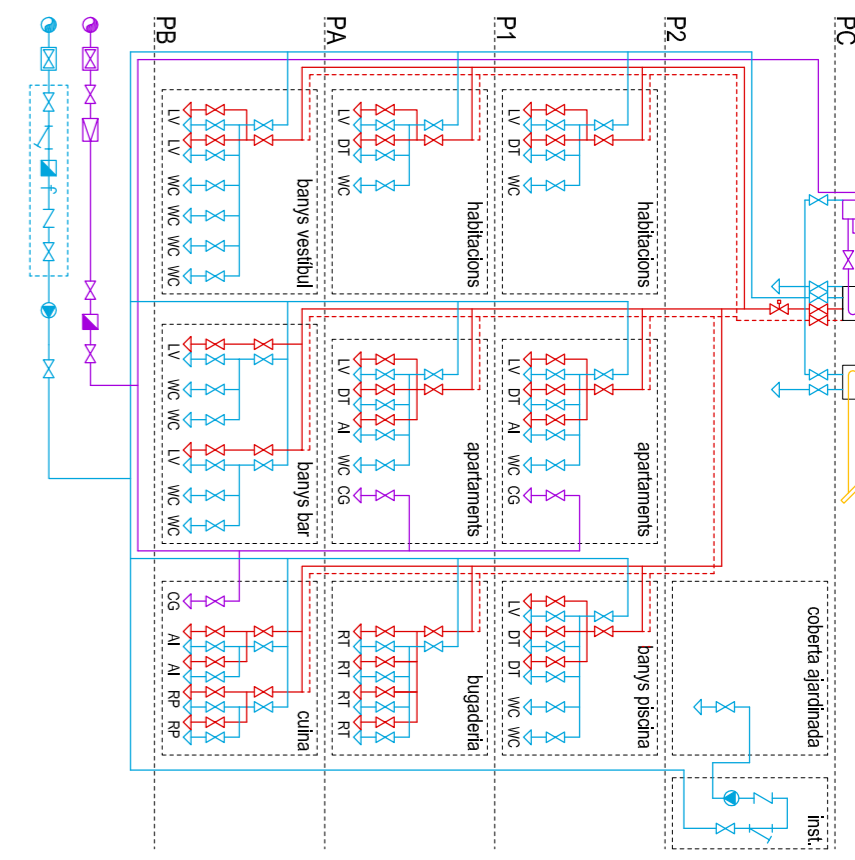 PB
PA
P1
P2
PC
LV
LV
WC
WC
WC
WC
banys vestíbul
LV
DT
WC
habitacions
LV
DT
WC
habitacions
LV
WC
WC
LV
WC
WC
banys bar
LV
DT
AI
WC
CG
apartaments
LV
DT
AI
WC
CG
apartaments
CG
AI
AI
RP
RP
cuina
RT
RT
RT
RT
bugaderia
LV
DT
DT
WC
WC
banys piscina
coberta ajardinada
inst.